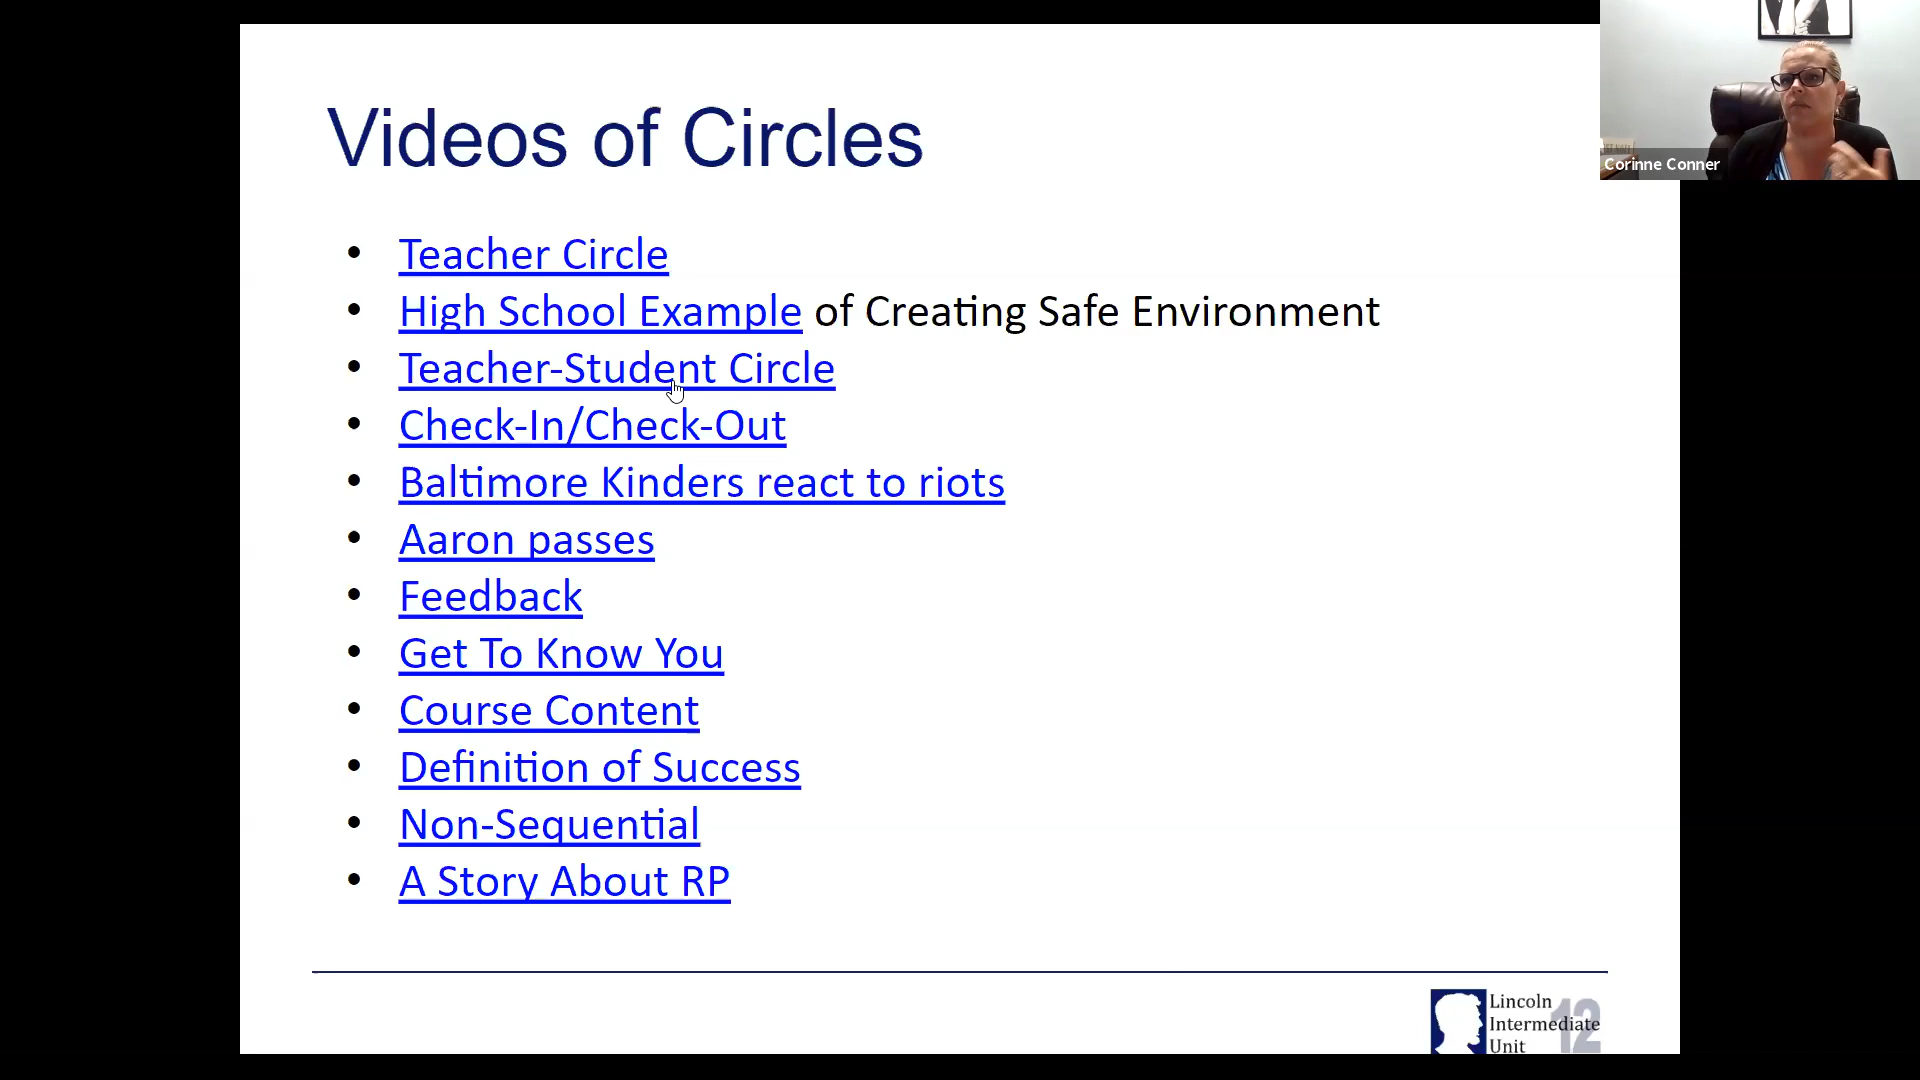 Videos of Circles
Corinne Conner
• Teacher Circle
• High School Example of Creating Safe Environment
• Teacher-Student Circle
• Check-In/Check-Out
• Baltimore Kinders react to riots
• Aaron passes
• Feedback
• Get To Know You
• Course Content
• Definition of Success
• Non-Sequential
• A Story About RP
Lincoln
Intermediate 12
Unit